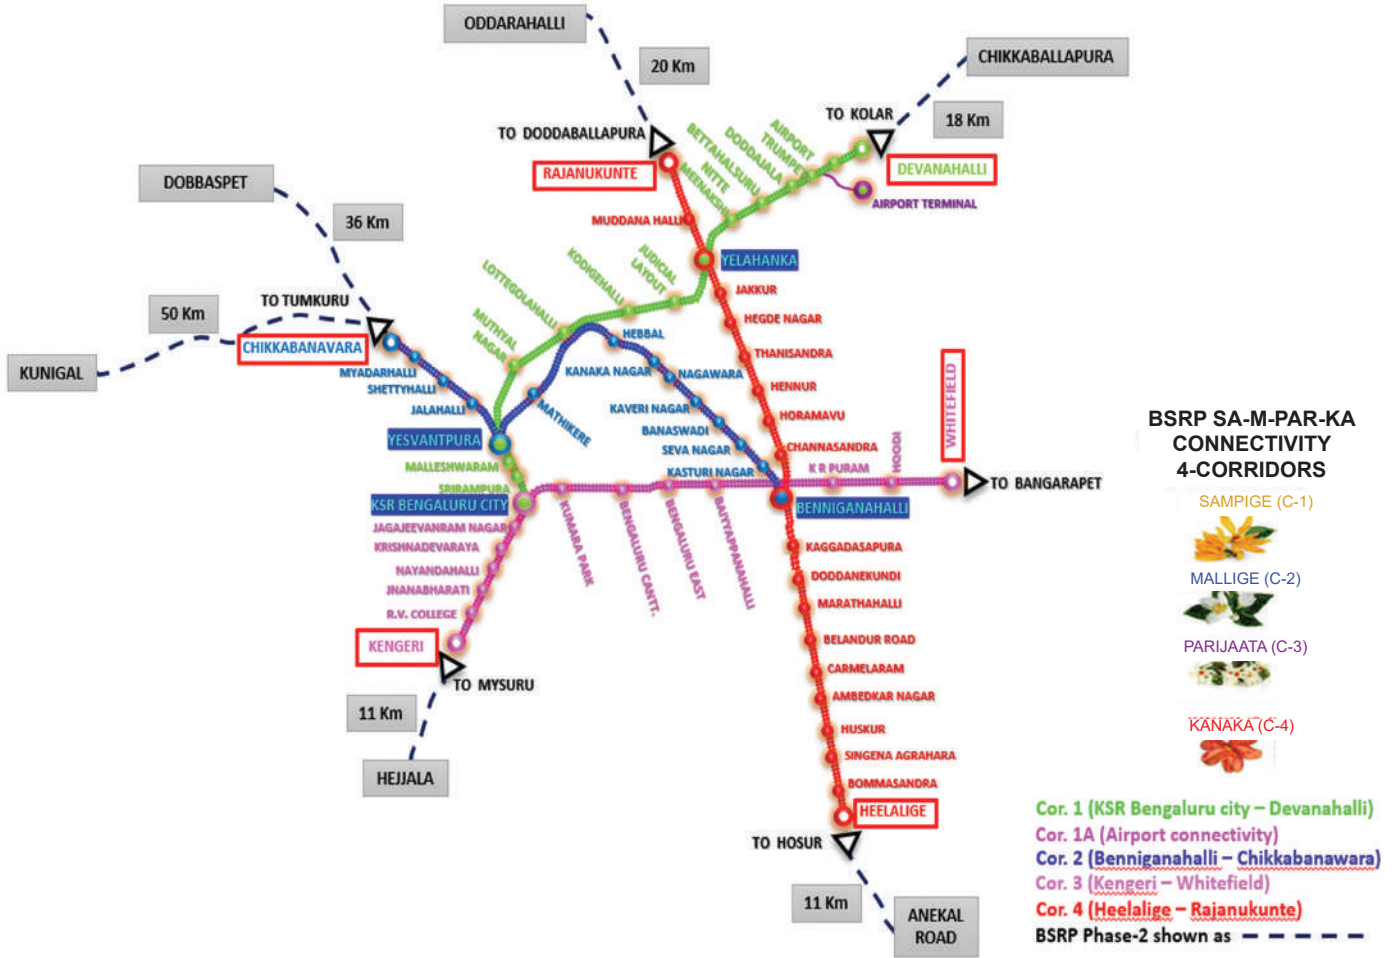 ODDARAHALLI
20 Km
CHIKKABALLAPURA
TO KOLAR
18 Km
TO DODDABALLAPURA
RAJANUKUNTE
AIRPORT
TRUMPET
DODDAJALA
BETTAHALSURU
NITTE
MEENAKSHI
DEVANAHALLI
AIRPORT TERMINAL
DOBBASPET
36 Km
MUDDANA HALLI
YELAHANKA
JUDICIAL
LAYOUT
KODIGEHALLI
LOTTEGOLAHALLI
MUTHYAL
NAGAR
50 Km
TO TUMKURU
CHIKKABANAVARA
KUNIGAL
MYADARHALLI
SHETTYHALLI
JALAHALLI
YESVANTPURA
MATHIKERE
HEBBAL
KANAKA NAGAR
NAGAWARA
KAVERI NAGAR
BANASWADI
SEVA NAGAR
KASTURI NAGAR
JAKKUR
HEGDE NAGAR
THANISANDRA
HENNUR
HORAMAVU
CHANNASANDRA
K R PURAM
HOODI
WHITEFIELD
TO BANGARAPET
MALLESHWARAM
SRIRAMPURA
KSR BENGALURU CITY
BENNIGANAHALLI
KUMARA PARK
BENGALURU CANTT.
BENGALURU EAST
BAIYYAPPANAHALLI
JAGAJEEVANRAM NAGAR
KRISHNADEVARAYA
NAYANDAHALLI
JNANABHARATI
R.V. COLLEGE
KENGERI
TO MYSURU
11 Km
HEJJALA
KAGGADASAPURA
DODDANEKUNDI
MARATHAHALLI
BELANDUR ROAD
CARMELARAM
AMBEDKAR NAGAR
HUSKUR
SINGENA AGRAHARA
BOMMASANDRA
HEELALIGE
TO HOSUR
11 Km
ANEKAL
ROAD
BSRP SA-M-PAR-KA
CONNECTIVITY
4-CORRIDORS
SAMPIGE (C-1)
MALLIGE (C-2)
PARIJAATA (C-3)
KANAKA (C-4)
Cor. 1 (KSR Bengaluru city – Devanahalli)
Cor. 1A (Airport connectivity)
Cor. 2 (Benniganahalli – Chikkabanawara)
Cor. 3 (Kengeri – Whitefield)
Cor. 4 (Heelalige – Rajanukunte)
BSRP Phase-2 shown as